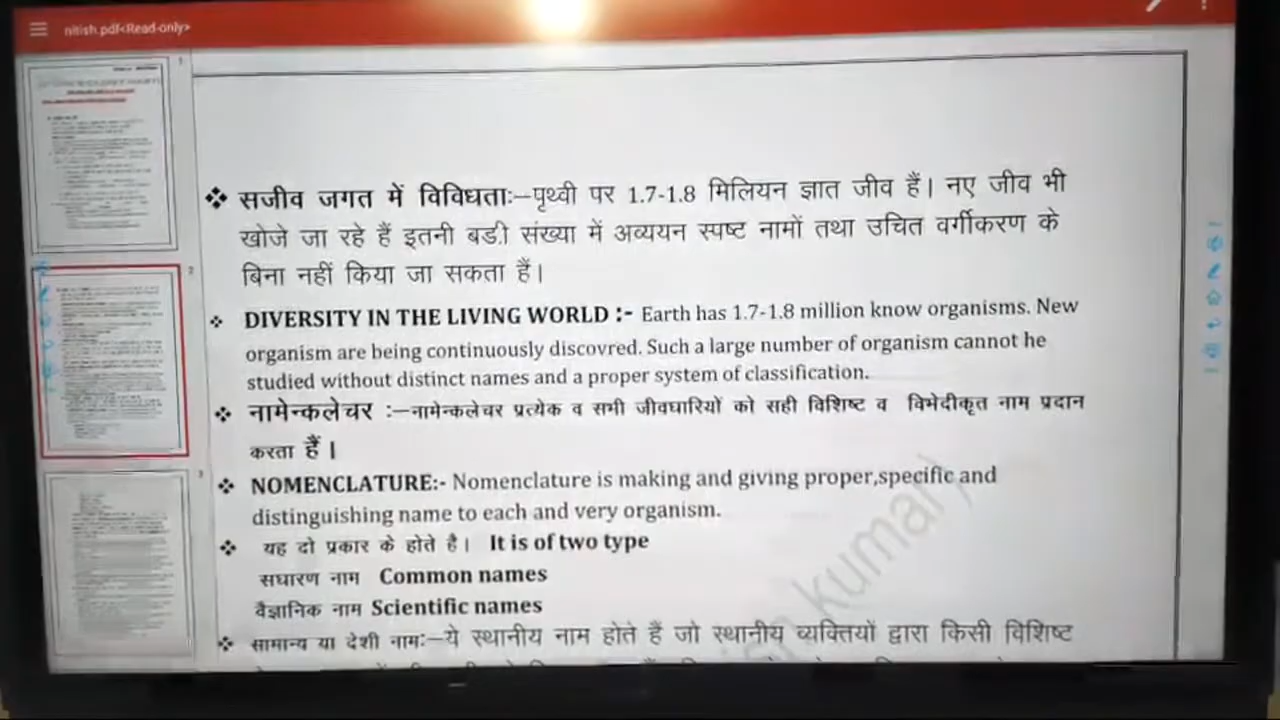 nitish.pdf<Read-only>
❖ सजीव जगत में विविधताः–पृथ्वी पर 1.7-1.8 मिलियन ज्ञात जीव हैं। नए जीव भी
खोजे जा रहे हैं इतनी बडी संख्या में अव्ययन स्पष्ट नामों तथा उचित वर्गीकरण के
बिना नहीं किया जा सकता हैं।
❖ DIVERSITY IN THE LIVING WORLD :- Earth has 1.7-1.8 million know organisms. New
organism are being continuously discovred. Such a large number of organism cannot he
studied without distinct names and a proper system of classification.
❖ नामेन्कलेचर :–नामेन्कलेचर प्रत्येक व सभी जीवधारियों को सही विशिष्ट व विभेदीकृत नाम प्रदान
करता हैं।
❖ NOMENCLATURE:- Nomenclature is making and giving proper,specific and
distinguishing name to each and very organism.
❖ यह दो प्रकार के होते है। It is of two type
सधारण नाम Common names
वैज्ञानिक नाम Scientific names
❖ सामान्य या देशी नामः–ये स्थानीय नाम होते हैं जो स्थानीय व्यक्तियों द्वारा किसी विशिष्ट
kumar)